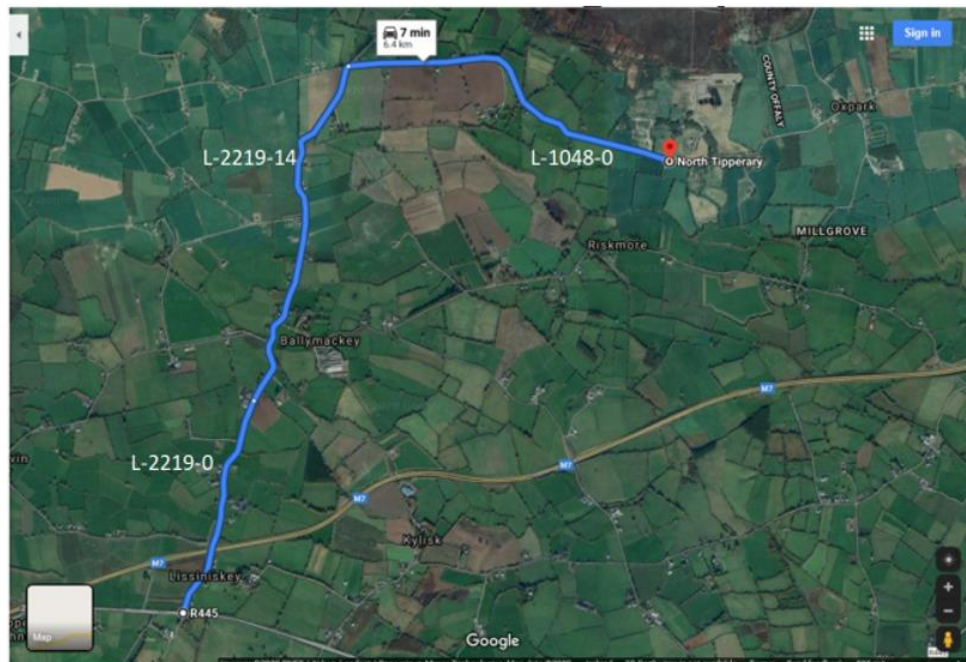 7 min
6.4 km
Sign in
COUNTY OFFALY
Oxpark
L-2219-14
L-1048-0
North Tipperary
MILLGROVE
Riskmore
Ballymackey
M7
L-2219-0
M7
M7
Kylisk
M7
Lissiniskey
R445
Map
Google